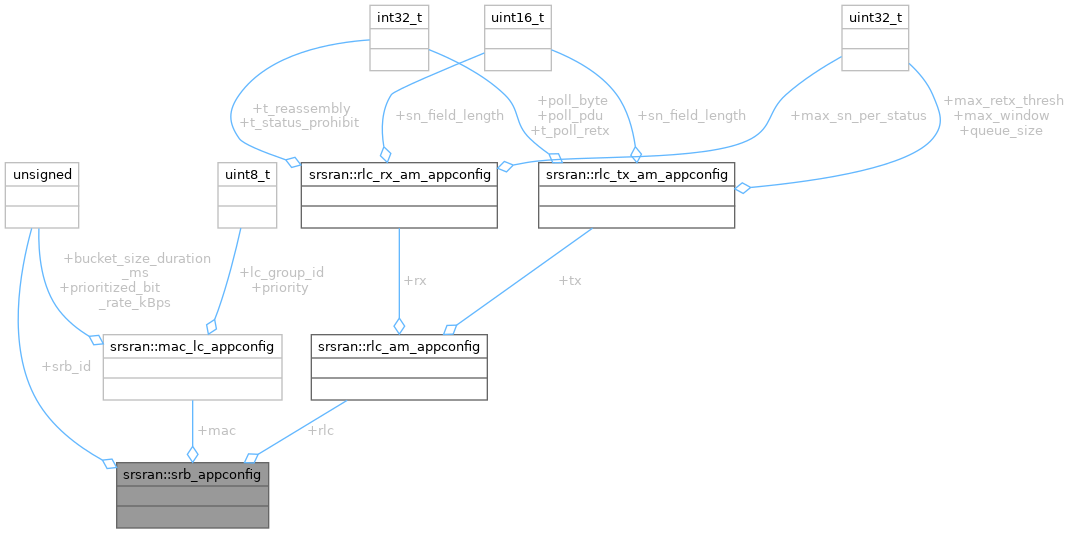 int32_t
uint16_t
uint32_t
+t_reassembly
+t_status_prohibit
+sn_field_length
+poll_byte
+poll_pdu
+t_poll_retx
+sn_field_length
+max_sn_per_status
+max_retx_thresh
+max_window
+queue_size
unsigned
uint8_t
srsran::rlc_rx_am_appconfig
srsran::rlc_tx_am_appconfig
+bucket_size_duration
_ms
+prioritized_bit
_rate_kBps
+lc_group_id
+priority
+rx
+tx
srsran::mac_lc_appconfig
srsran::rlc_am_appconfig
+srb_id
+mac
+rlc
srsran::srb_appconfig